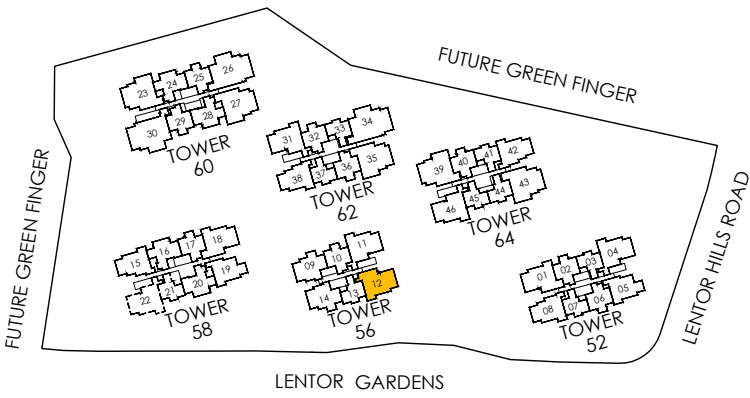 FUTURE GREEN FINGER
23 24 25 26
30 29 28 27
TOWER
60
31 32 33 34
38 37 36 35
TOWER
62
39 40 41 42
46 45 44 43
TOWER
64
FUTURE GREEN FINGER
15 16 17 18
22 21 20 19
TOWER
58
09 10 11
14 13 12
TOWER
56
01 02 03 04
08 07 06 05
TOWER
52
LENTOR HILLS ROAD
LENTOR GARDENS